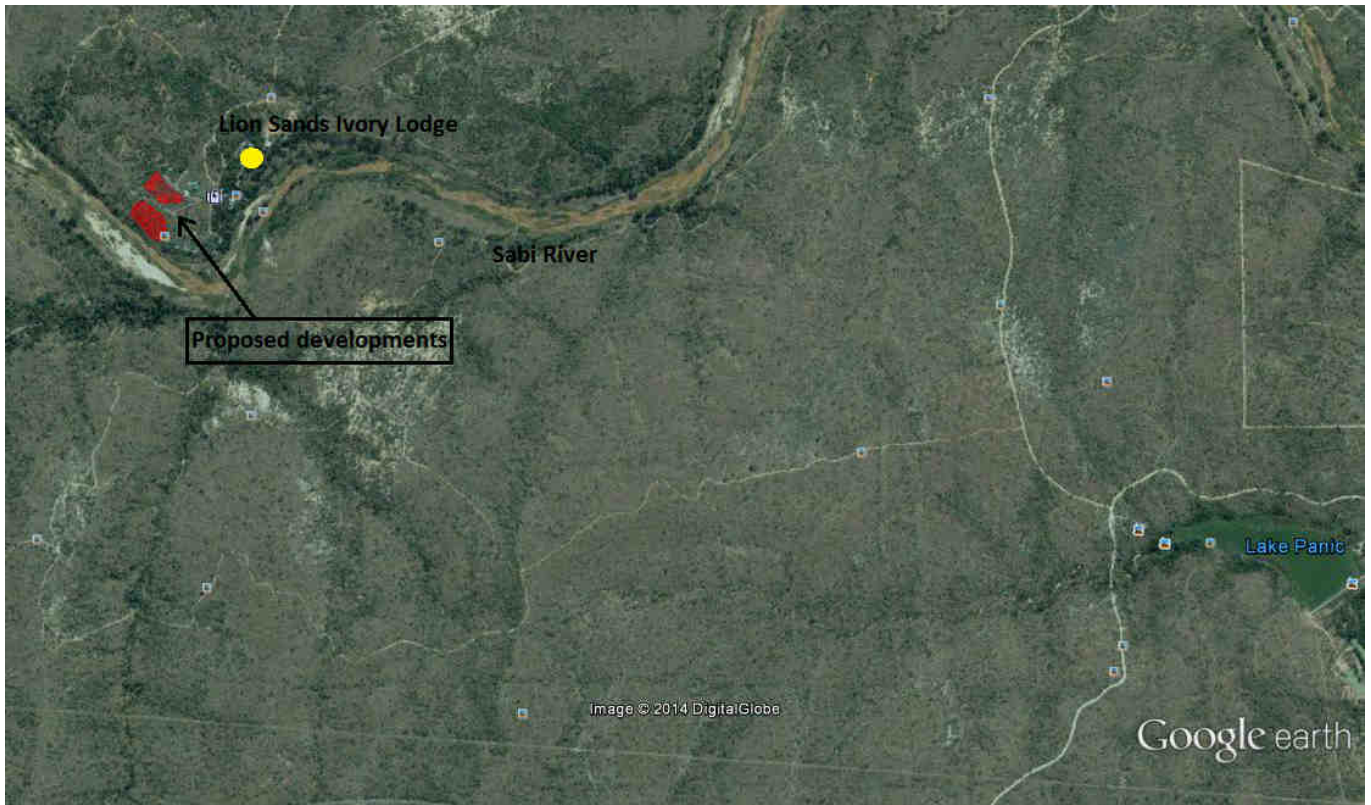 Lion Sands Ivory Lodge
Sabi River
Proposed developments
Lake Panic
Image © 2014 DigitalGlobe
Google earth